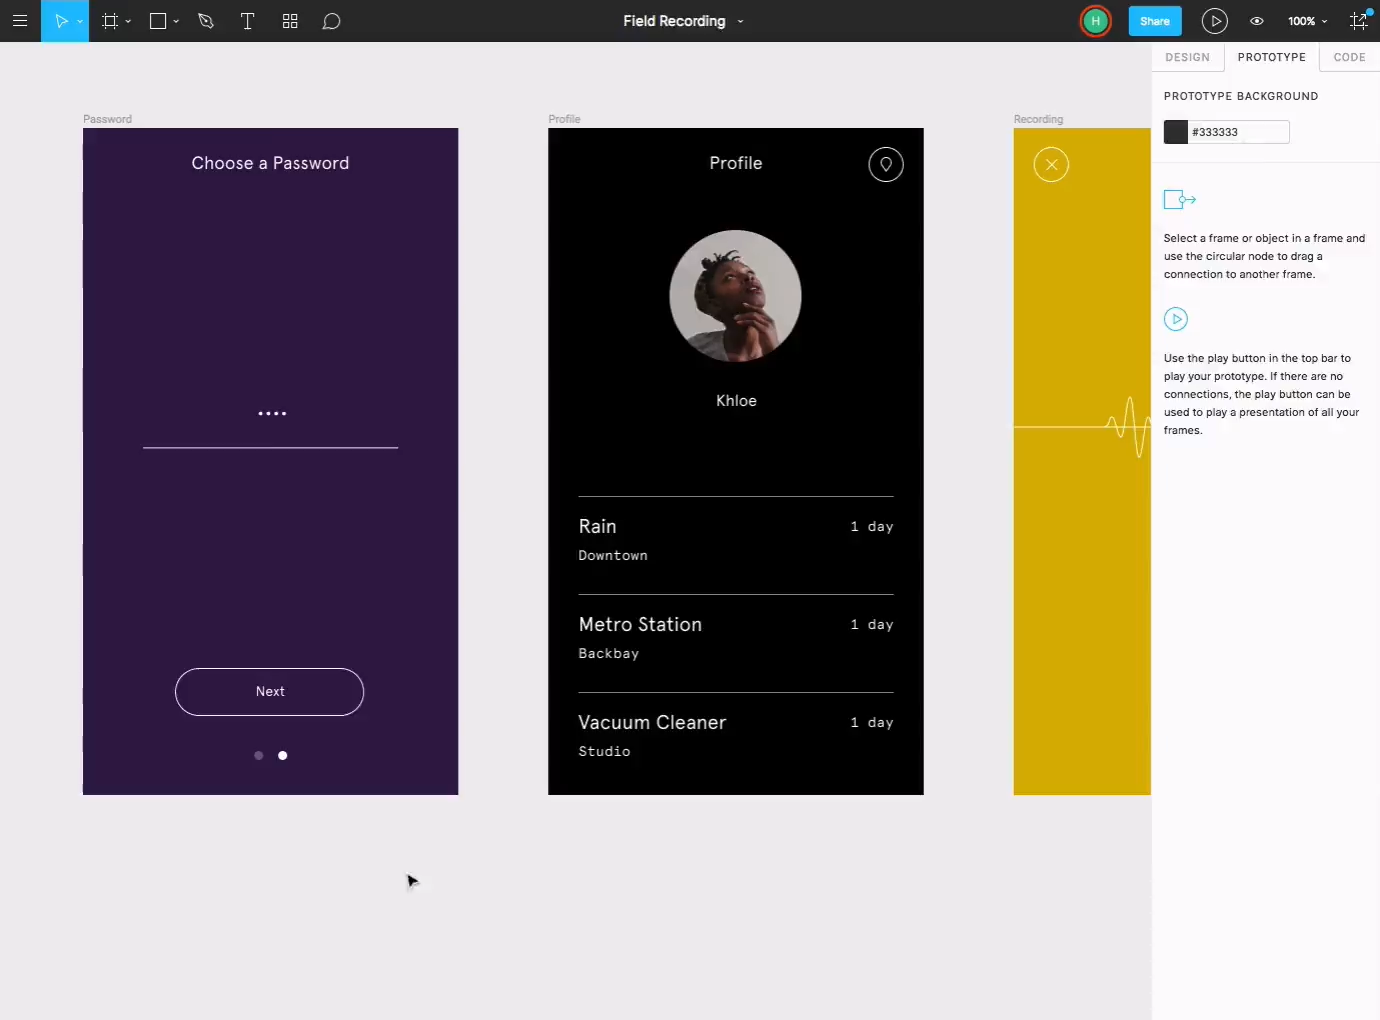 Field Recording
H
Share
100%
DESIGN
PROTOTYPE
CODE
PROTOTYPE BACKGROUND
#333333
Select a frame or object in a frame and
use the circular node to drag a
connection to another frame.
Use the play button in the top bar to
play your prototype. If there are no
connections, the play button can be
used to play a presentation of all your
frames.
Password
Choose a Password
Next
Profile
Profile
Khloe
Rain
1 day
Downtown
Metro Station
1 day
Backbay
Vacuum Cleaner
1 day
Studio
Recording